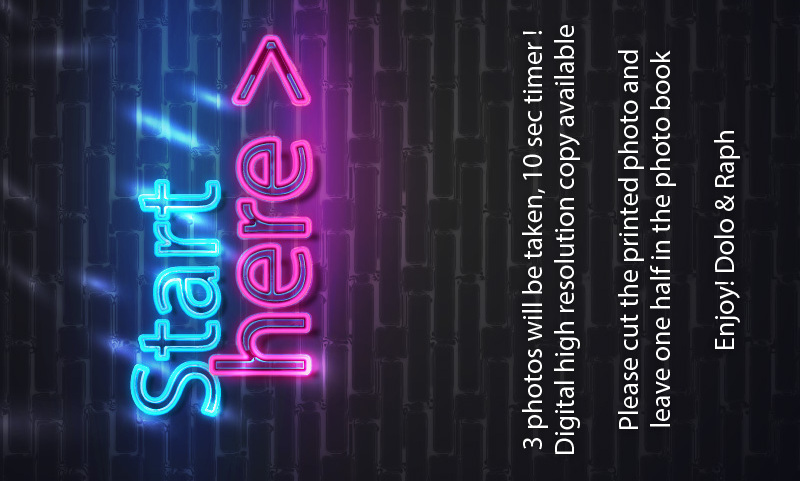 Start
here >
3 photos will be taken, 10 sec timer !
Digital high resolution copy available
Please cut the printed photo and
leave one half in the photo book
Enjoy! Dolo & Raph